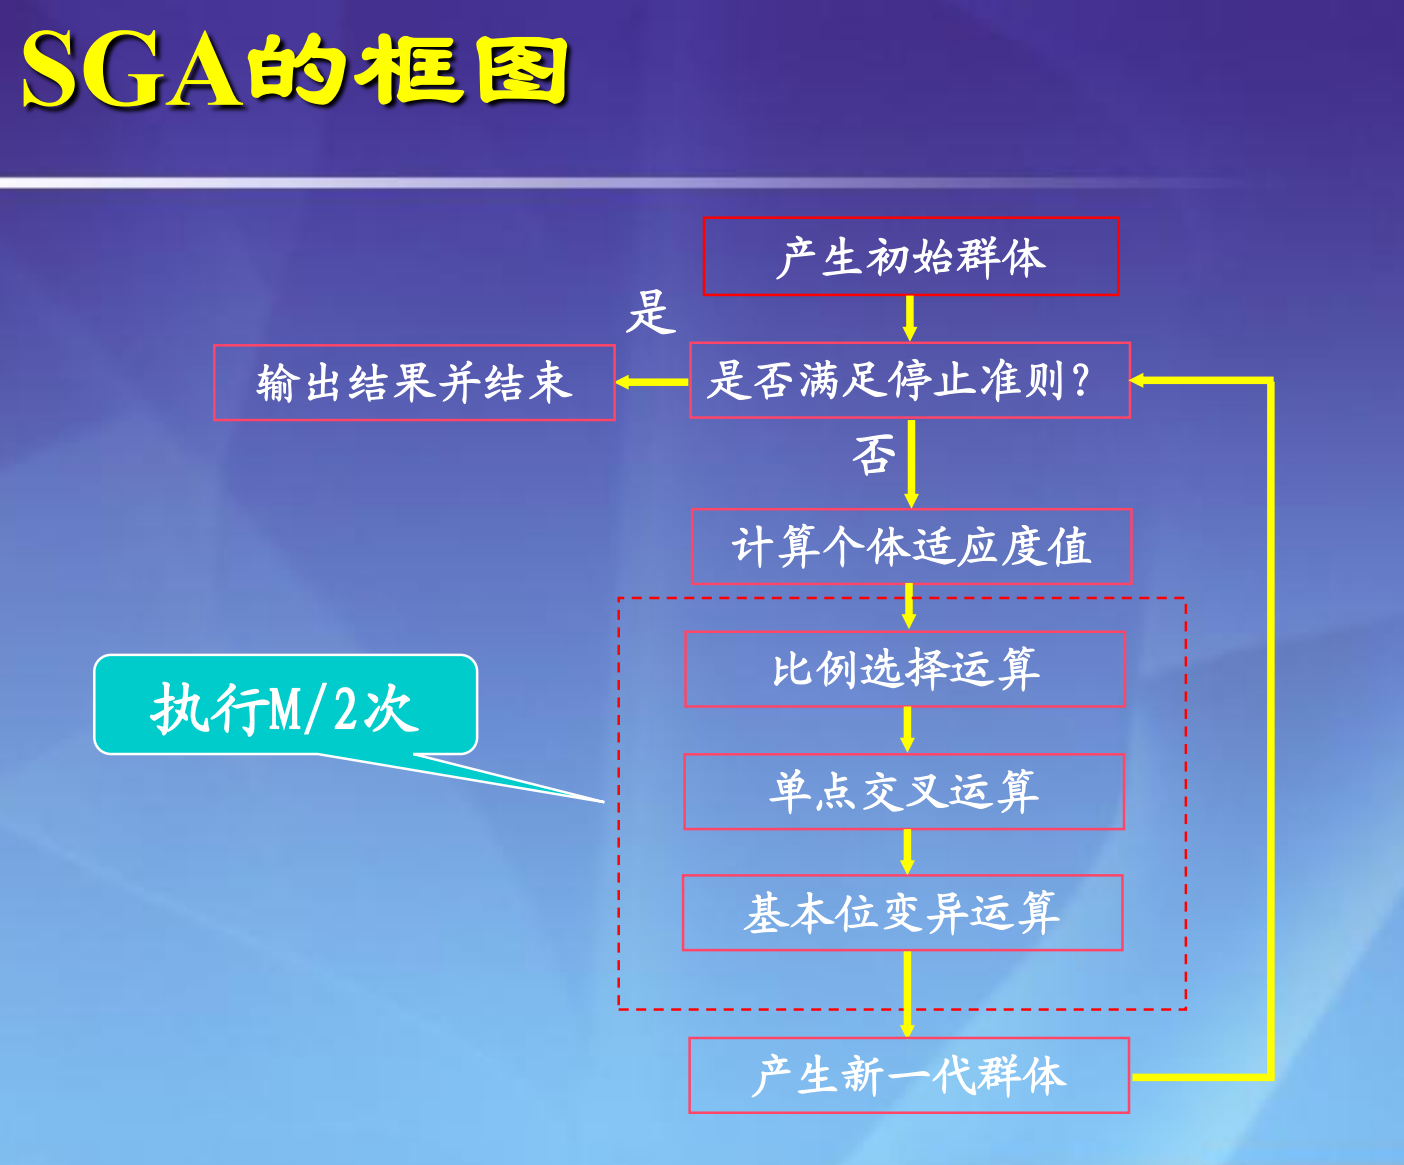 SGA的框图
产生初始群体
是
输出结果并结束
是否满足停止准则?
否
计算个体适应度值
比例选择运算
执行M/2次
单点交叉运算
基本位变异运算
产生新一代群体